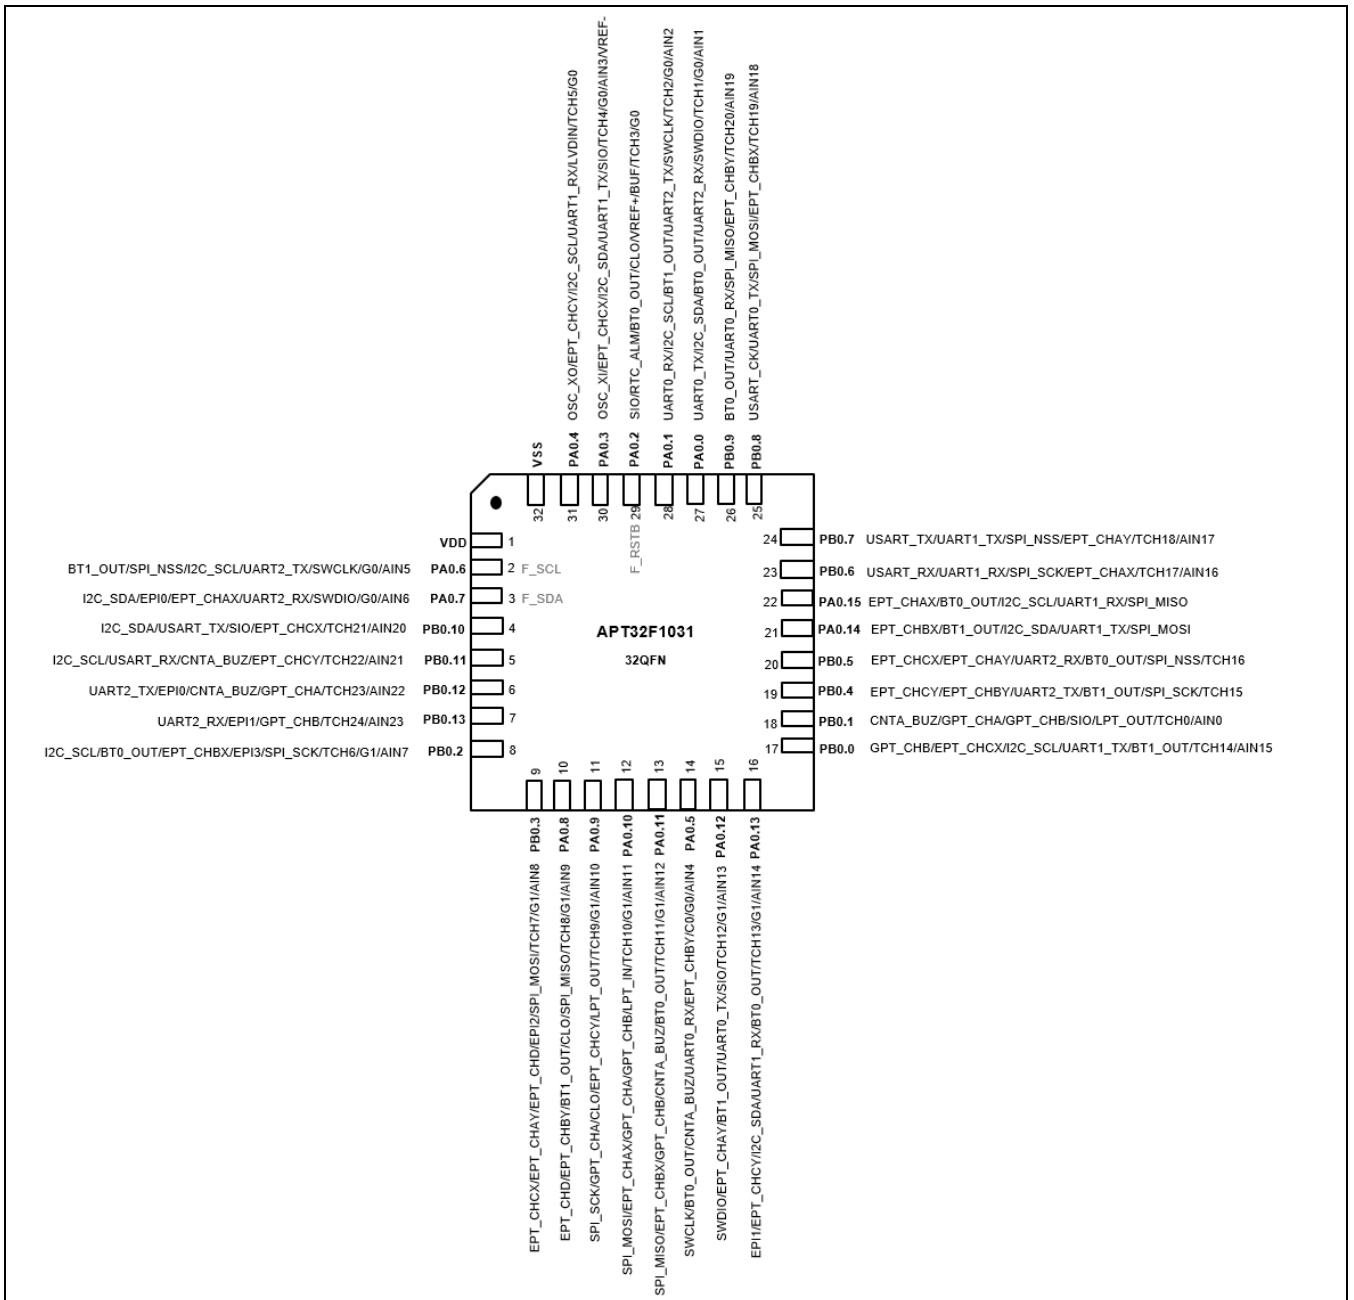 VSS
PA0.4 OSC_XO/EPT_CHCY/I2C_SCL/UART1_RX/LVDIN/TCH5/G0
PA0.3 OSC_XI/EPT_CHCX/I2C_SDA/UART1_TX/SIO/TCH4/G0/AIN3/VREF-
PA0.2 SIO/RTC_ALM/BT0_OUT/CLO/VREF+/BUF/TCH3/G0
PA0.1 UART0_RX/I2C_SCL/BT1_OUT/UART2_TX/SWCLK/TCH2/G0/AIN2
PA0.0 UART0_TX/I2C_SDA/BT0_OUT/UART2_RX/SWDIO/TCH1/G0/AIN1
PB0.9 BT0_OUT/UART0_RX/SPI_MISO/EPT_CHBY/TCH20/AIN19
PB0.8 USART_CK/UART0_TX/SPI_MOSI/EPT_CHBX/TCH19/AIN18
32
31
30
F_RSTB 29
28
27
26
25
VDD 1
BT1_OUT/SPI_NSS/I2C_SCL/UART2_TX/SWCLK/G0/AIN5 PA0.6 2 F_SCL
I2C_SDA/EPI0/EPT_CHAX/UART2_RX/SWDIO/G0/AIN6 PA0.7 3 F_SDA
I2C_SDA/USART_TX/SIO/EPT_CHCX/TCH21/AIN20 PB0.10 4
I2C_SCL/USART_RX/CNTA_BUZ/EPT_CHCY/TCH22/AIN21 PB0.11 5
UART2_TX/EPI0/CNTA_BUZ/GPT_CHA/TCH23/AIN22 PB0.12 6
UART2_RX/EPI1/GPT_CHB/TCH24/AIN23 PB0.13 7
I2C_SCL/BT0_OUT/EPT_CHBX/EPI3/SPI_SCK/TCH6/G1/AIN7 PB0.2 8
APT32F1031
32QFN
24 PB0.7 USART_TX/UART1_TX/SPI_NSS/EPT_CHAY/TCH18/AIN17
23 PB0.6 USART_RX/UART1_RX/SPI_SCK/EPT_CHAX/TCH17/AIN16
22 PA0.15 EPT_CHAX/BT0_OUT/I2C_SCL/UART1_RX/SPI_MISO
21 PA0.14 EPT_CHBX/BT1_OUT/I2C_SDA/UART1_TX/SPI_MOSI
20 PB0.5 EPT_CHCX/EPT_CHAY/UART2_RX/BT0_OUT/SPI_NSS/TCH16
19 PB0.4 EPT_CHCY/EPT_CHBY/UART2_TX/BT1_OUT/SPI_SCK/TCH15
18 PB0.1 CNTA_BUZ/GPT_CHA/GPT_CHB/SIO/LPT_OUT/TCH0/AIN0
17 PB0.0 GPT_CHB/EPT_CHCX/I2C_SCL/UART1_TX/BT1_OUT/TCH14/AIN15
9
10
11
12
13
14
15
16
EPT_CHCX/EPT_CHAY/EPT_CHD/EPI2/SPI_MOSI/TCH7/G1/AIN8 PB0.3
EPT_CHD/EPT_CHBY/BT1_OUT/CLO/SPI_MISO/TCH8/G1/AIN9 PA0.8
SPI_SCK/GPT_CHA/CLO/EPT_CHCY/LPT_OUT/TCH9/G1/AIN10 PA0.9
SPI_MOSI/EPT_CHAX/GPT_CHA/GPT_CHB/LPT_IN/TCH10/G1/AIN11 PA0.10
SPI_MISO/EPT_CHBX/GPT_CHB/CNTA_BUZ/BT0_OUT/TCH11/G1/AIN12 PA0.11
SWCLK/BT0_OUT/CNTA_BUZ/UART0_RX/EPT_CHBY/C0/G0/AIN4 PA0.5
SWDIO/EPT_CHAY/BT1_OUT/UART0_TX/SIO/TCH12/G1/AIN13 PA0.12
EPI1/EPT_CHCY/I2C_SDA/UART1_RX/BT0_OUT/TCH13/G1/AIN14 PA0.13